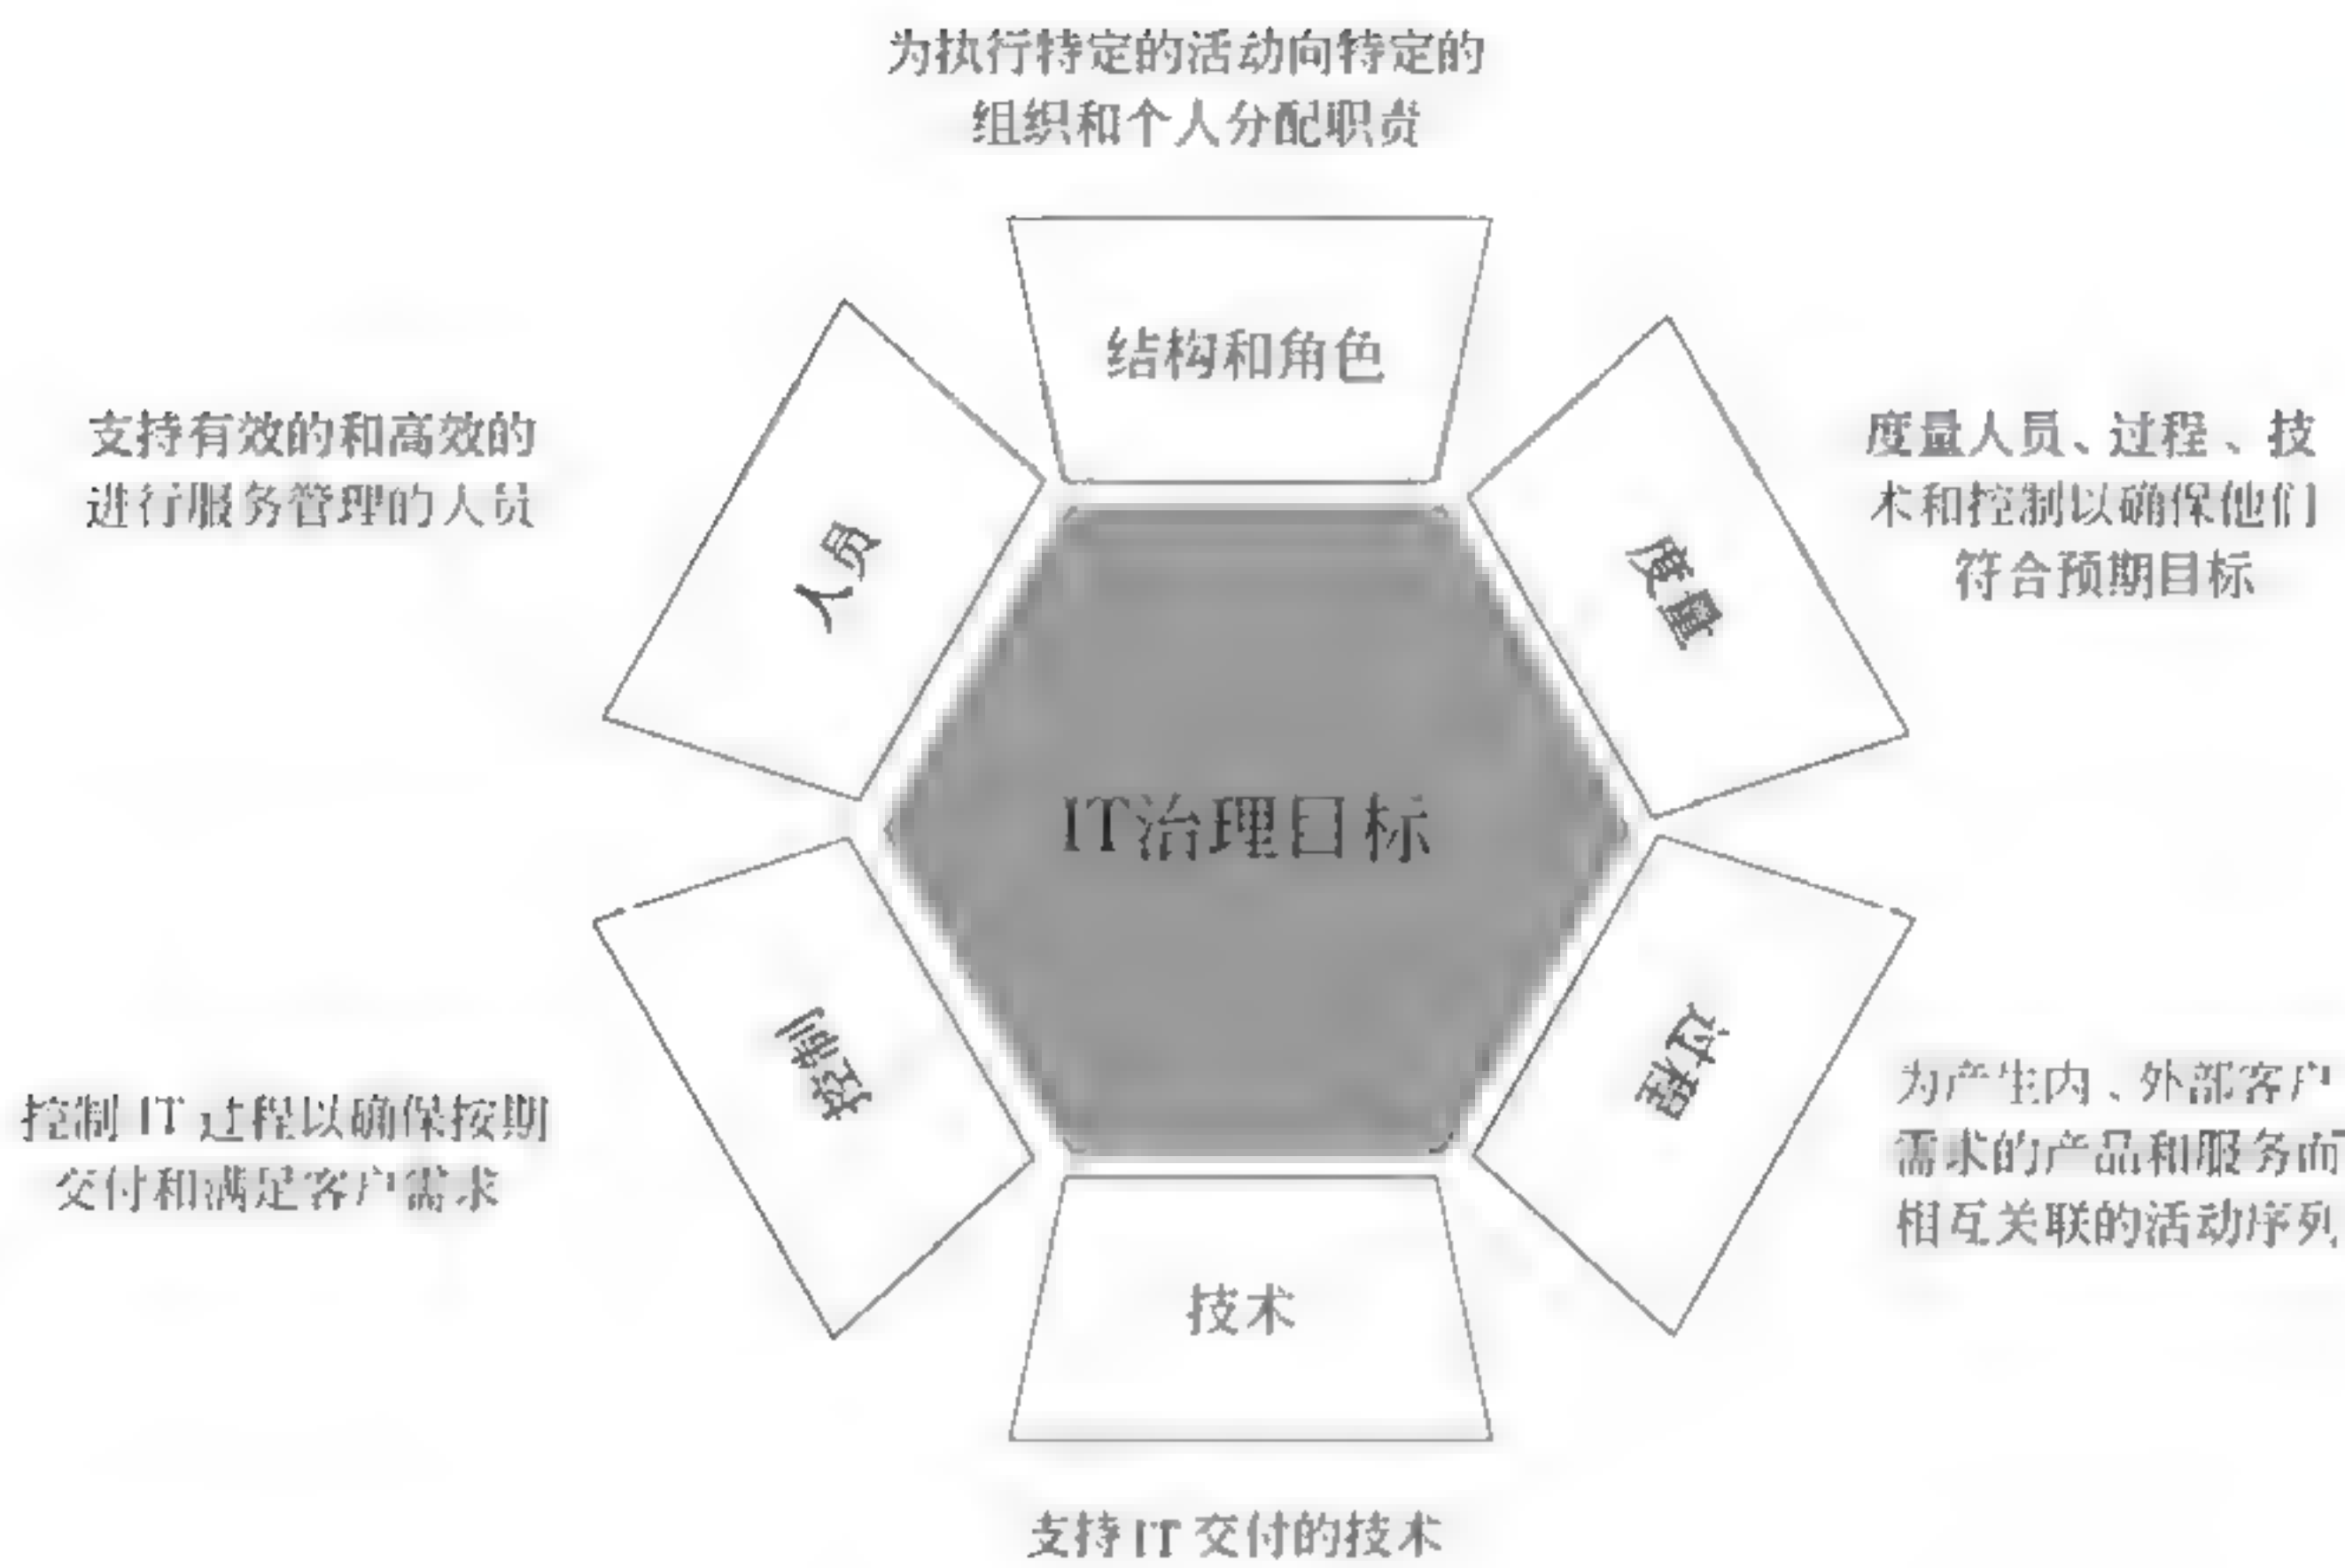 为执行特定的活动向特定的
组织和个人分配职责
结构和角色
支持有效的和高效的
进行服务管理的人员
人员
度量
度量人员、过程、技
术和控制以确保他们
符合预期目标
IT治理目标
控制
控制 IT 过程以确保按期
交付和满足客户需求
过程
为产生内、外部客户
需求的产品和服务而
相互关联的活动序列
技术
支持 IT 交付的技术